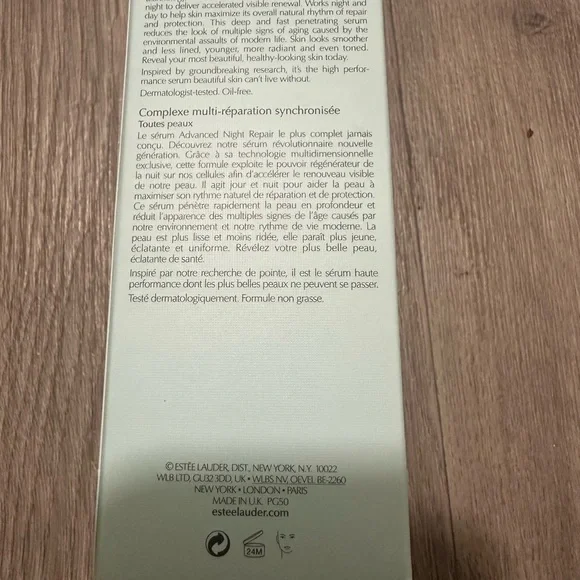 night to deliver accelerated visible renewal. Works night and
day to help skin maximize its overall natural rhythm of repair
and protection. This deep and fast penetrating serum
reduces the look of multiple signs of aging caused by the
environmental assaults of modern life. Skin looks smoother
and less lined, younger, more radiant and even toned.
Reveal your most beautiful, healthy-looking skin today.
Inspired by groundbreaking research, it's the high perfor-
mance serum beautiful skin can't live without.
Dermatologist-tested. Oil-free.
Complexe multi-réparation synchronisée
Toutes peaux
Le sérum Advanced Night Repair le plus complet jamais
conçu. Découvrez notre sérum révolutionnaire nouvelle
génération. Grâce à sa technologie multidimensionnelle
exclusive, cette formule exploite le pouvoir régénérateur de
la nuit sur nos cellules afin d'accélérer le renouveau visible
de notre peau. Il agit jour et nuit pour aider la peau à
maximiser son rythme naturel de réparation et de protection.
Ce sérum pénètre rapidement la peau en profondeur et
réduit l'apparence des multiples signes de l'âge causés par
notre environnement et notre rythme de vie moderne. La
peau est plus lisse et moins ridée, elle paraît plus jeune,
éclatante et uniforme. Révélez votre plus belle peau,
éclatante de santé.
Inspiré par notre recherche de pointe, il est le sérum haute
performance dont les plus belles peaux ne peuvent se passer.
Testé dermatologiquement. Formule non grasse.
© ESTÉE LAUDER, DIST., NEW YORK, N.Y. 10022
WLB LTD, GU32 3DD, UK • WLBS NV, OEVEL BE-2260
NEW YORK • LONDON • PARIS
MADE IN U.K. PG50
esteelauder.com
24M